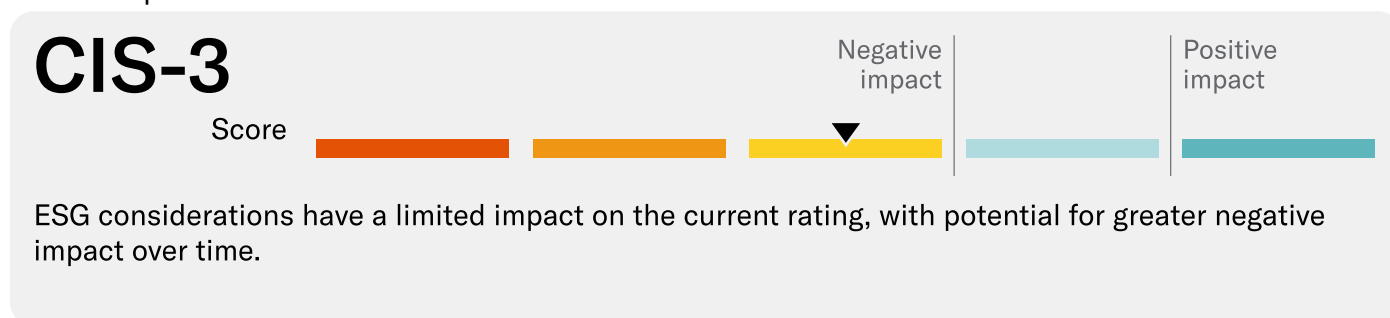 CIS-3
Negative
impact
Positive
impact
Score
ESG considerations have a limited impact on the current rating, with potential for greater negative
impact over time.